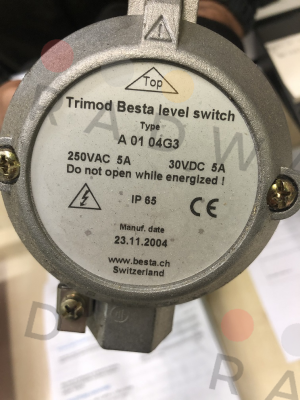 Top
Trimod Besta level switch
Type
A 01 04G3
250VAC 5A 30VDC 5A
Do not open while energized !
IP 65 CE
Manuf. date
23.11.2004
www.besta.ch
Switzerland